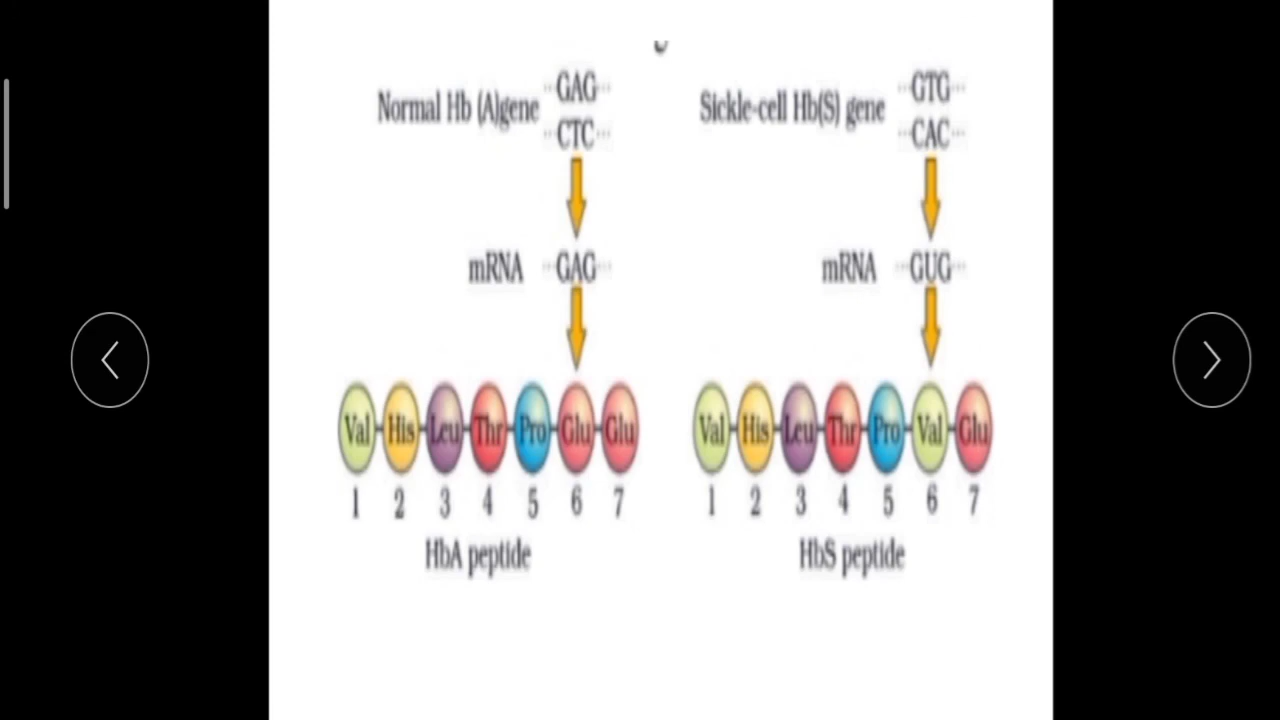 Normal Hb (A)gene
··GAG··
··CTC··
mRNA ··GAG··
Val His Leu Thr Pro Glu Glu
1 2 3 4 5 6 7
HbA peptide
Sickle-cell Hb(S) gene
··GTG··
··CAC··
mRNA ··GUG··
Val His Leu Thr Pro Val Glu
1 2 3 4 5 6 7
HbS peptide